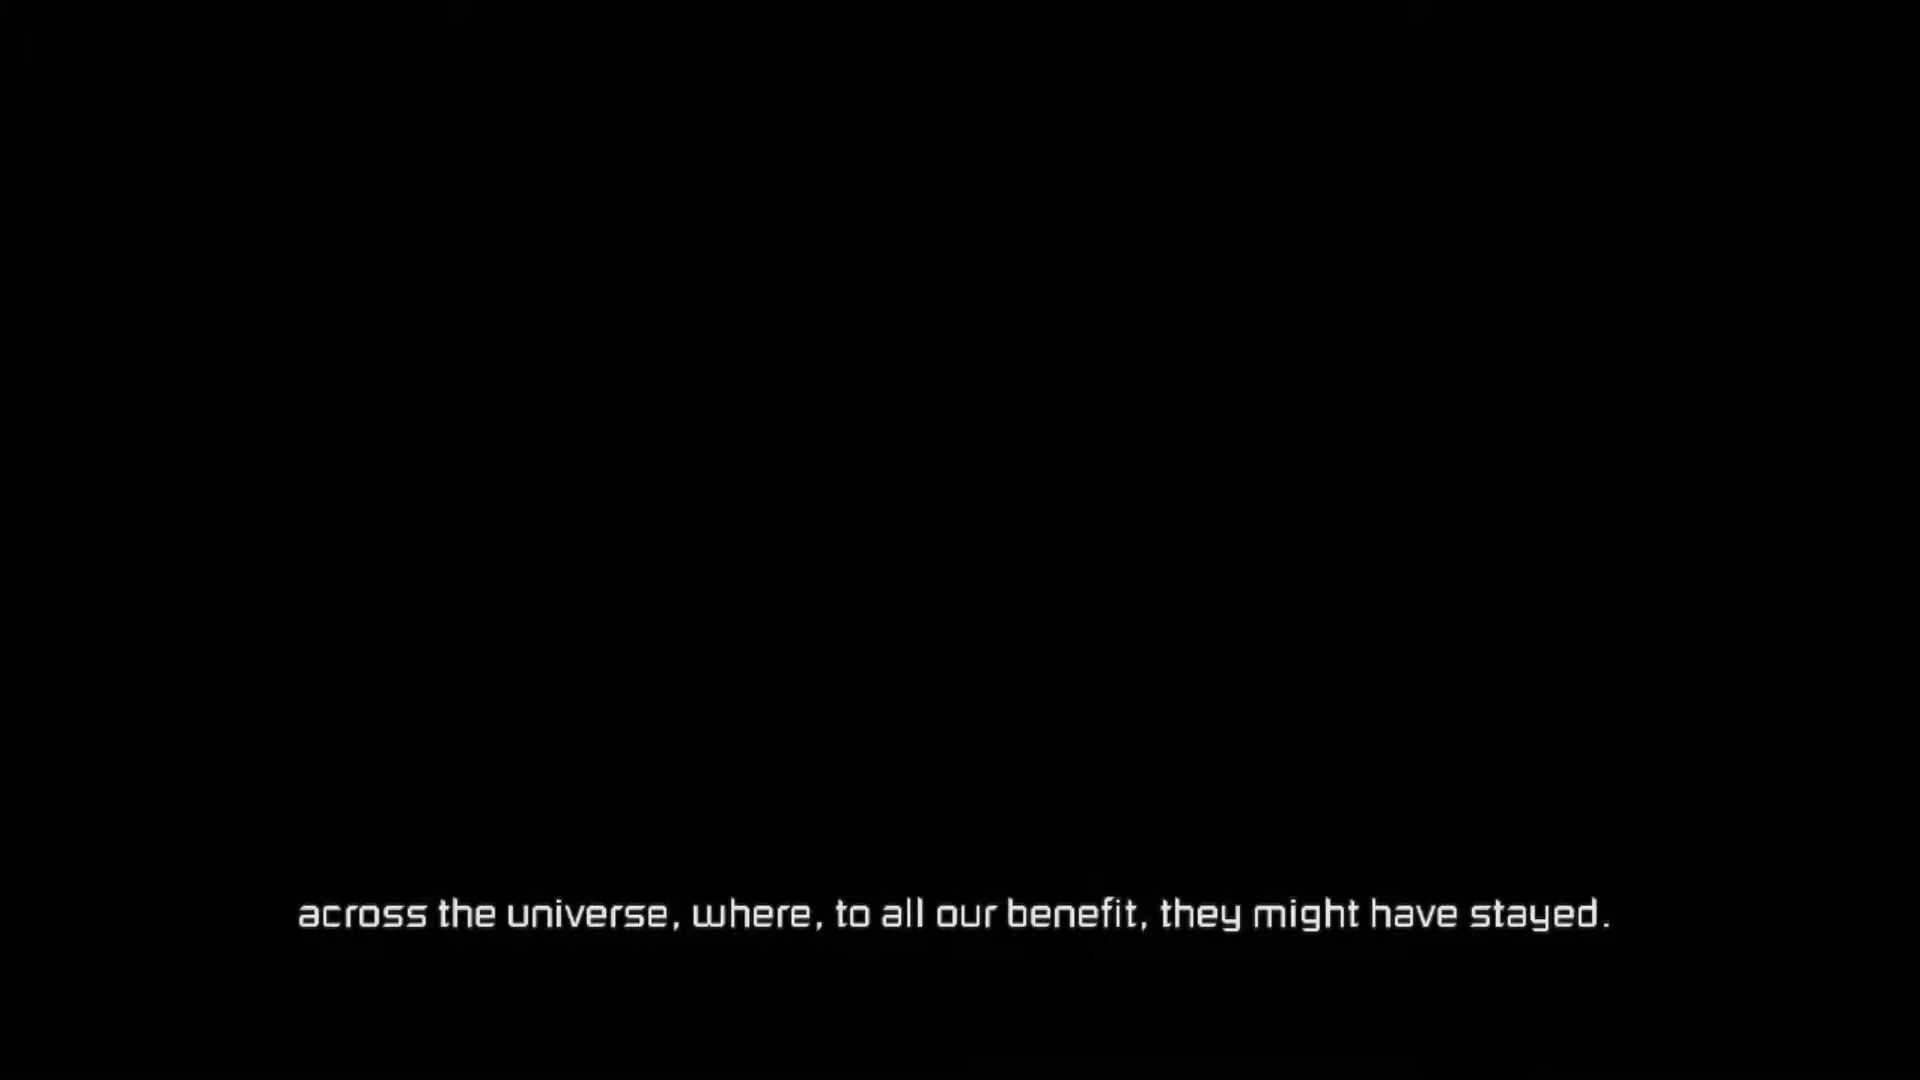 across the universe, where, to all our benefit, they might have stayed.